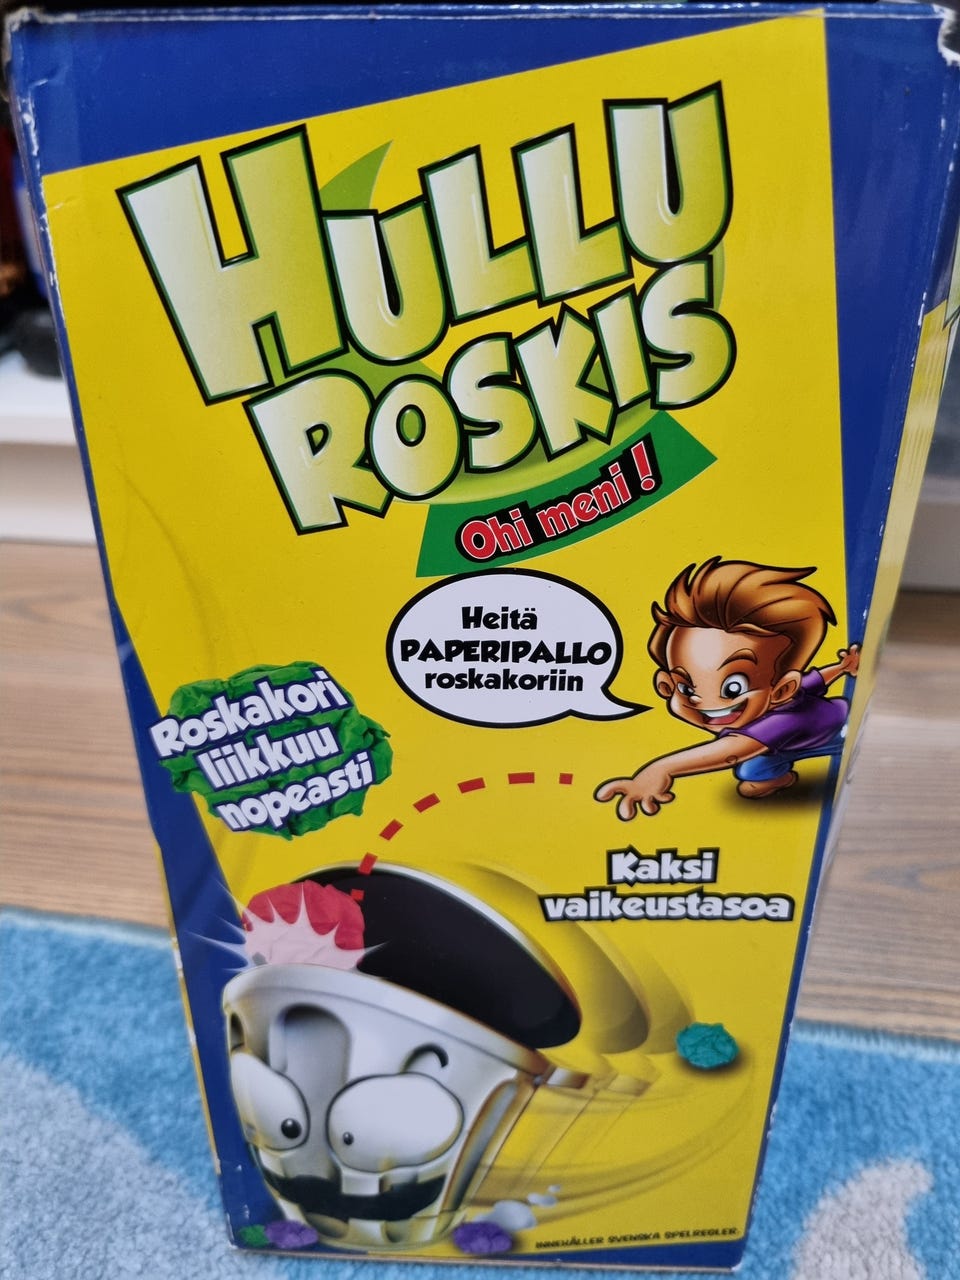 HULLU
ROSKIS
Ohi meni!
Heitä
PAPERIPALLO
roskakoriin
Roskakori
liikkuu
nopeasti
Kaksi
vaikeustasoa
INNEHÅLLER SVENSKA SPELREGLER.